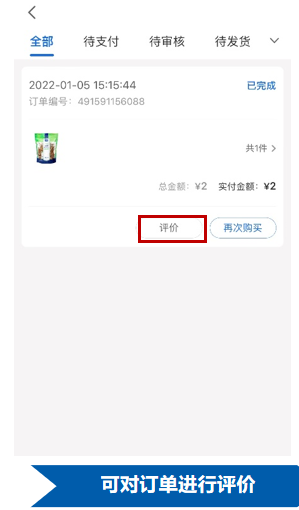 全部 待支付 待审核 待发货
2022-01-05 15:15:44 已完成
订单编号：491591156088
共1件
总金额：¥2 实付金额：¥2
评价 再次购买
可对订单进行评价